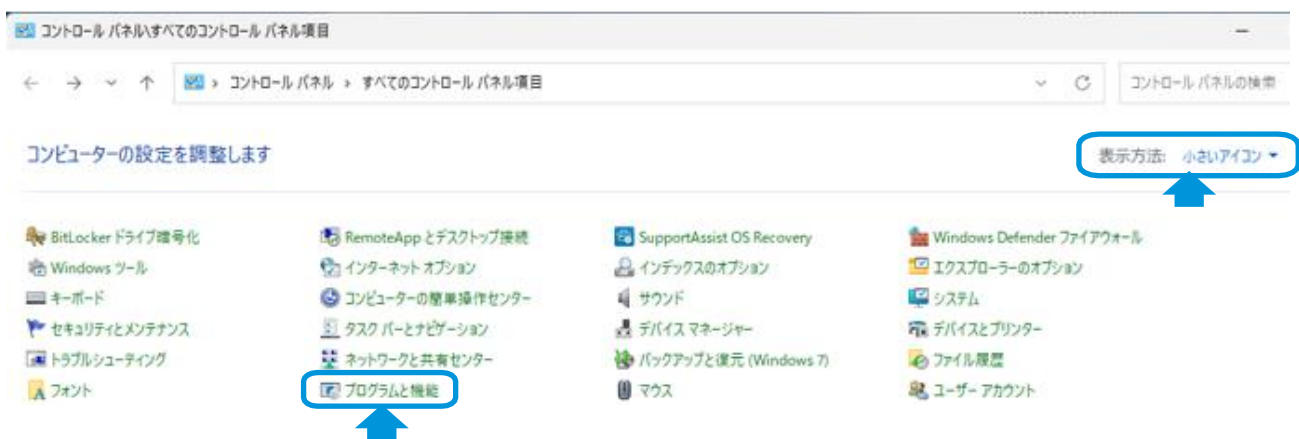 コントロール パネル\すべてのコントロール パネル項目
コントロール パネル › すべてのコントロール パネル項目
コントロール パネルの検索
コンピューターの設定を調整します
表示方法: 小さいアイコン
BitLocker ドライブ暗号化
RemoteApp とデスクトップ接続
SupportAssist OS Recovery
Windows Defender ファイアウォール
Windows ツール
インターネット オプション
インデックスのオプション
エクスプローラーのオプション
キーボード
コンピューターの簡単操作センター
サウンド
システム
セキュリティとメンテナンス
タスク バーとナビゲーション
デバイス マネージャー
デバイスとプリンター
トラブルシューティング
ネットワークと共有センター
バックアップと復元 (Windows 7)
ファイル履歴
フォント
プログラムと機能
マウス
ユーザー アカウント